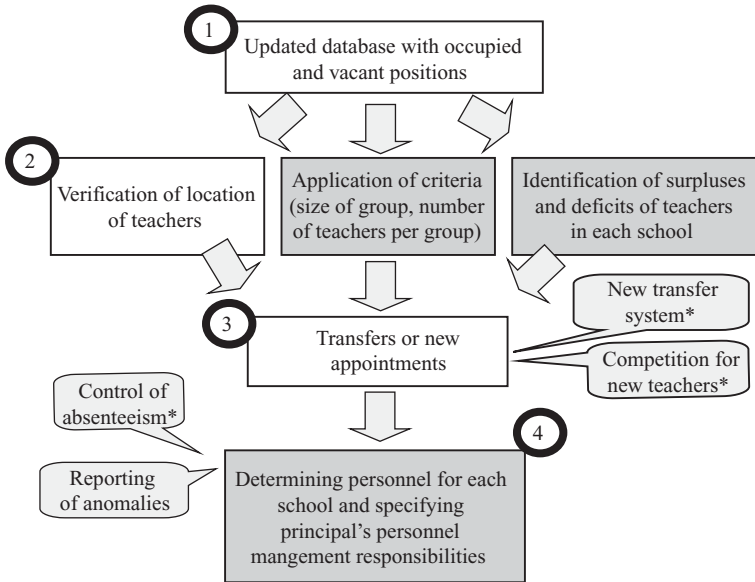 1
Updated database with occupied
and vacant positions
2
Verification of location
of teachers
Application of criteria
(size of group, number
of teachers per group)
Identification of surpluses
and deficits of teachers
in each school
3
Transfers or new
appointments
New transfer
system*
Competition for
new teachers*
Control of
absenteeism*
Reporting
of anomalies
4
Determining personnel for each
school and specifying
principal’s personnel
mangement responsibilities